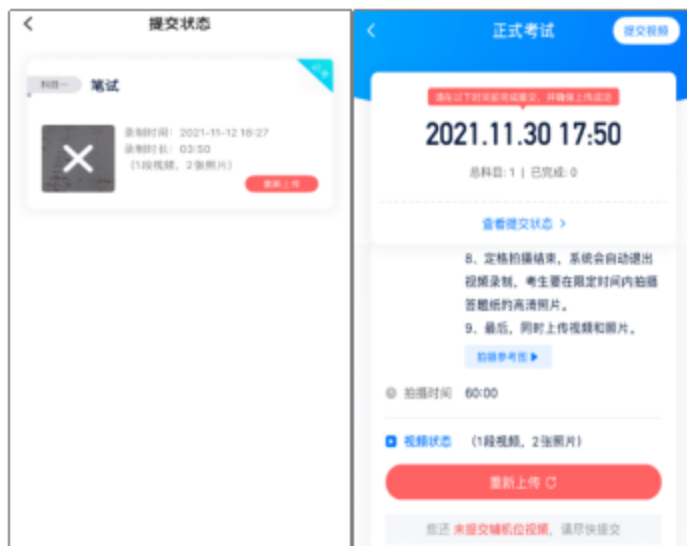 提交状态
科目一 笔试
录制时间：2021-11-12 16:27
录制时长：03:50
（1段视频，2张照片）
重新上传
正式考试
提交视频
请在以下时间前完成提交，并确保上传成功
2021.11.30 17:50
总科目：1 | 已完成：0
查看提交状态 >
8、定格拍摄结束，系统会自动退出
视频录制，考生要在限定时间内拍摄
答题纸的高清照片。
9、最后，同时上传视频和照片。
拍摄参考图
拍摄时间 60:00
视频状态 （1段视频，2张照片）
重新上传
您还 未提交辅机位视频，请尽快提交